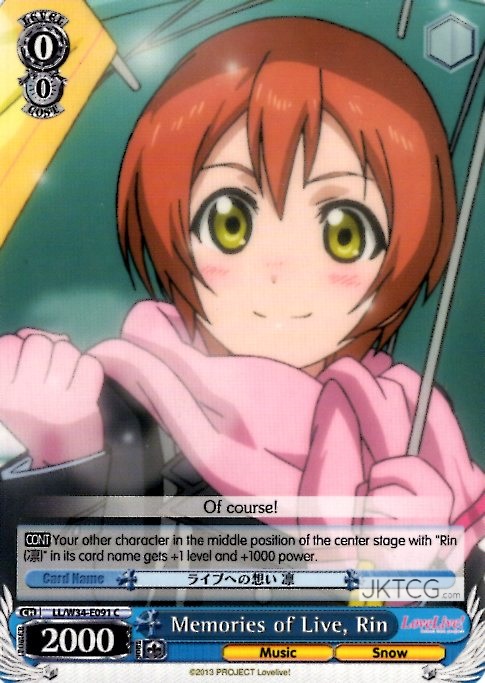 LEVEL
0
0
COST
Of course!
CONT Your other character in the middle position of the center stage with "Rin
(凛)" in its card name gets +1 level and +1000 power.
Card Name
ライブへの想い 凛
JKTCG.com
CH
LL/W34-E091 C
2000
Memories of Live, Rin
LoveLive!
Music
Snow
©2013 PROJECT Lovelive!